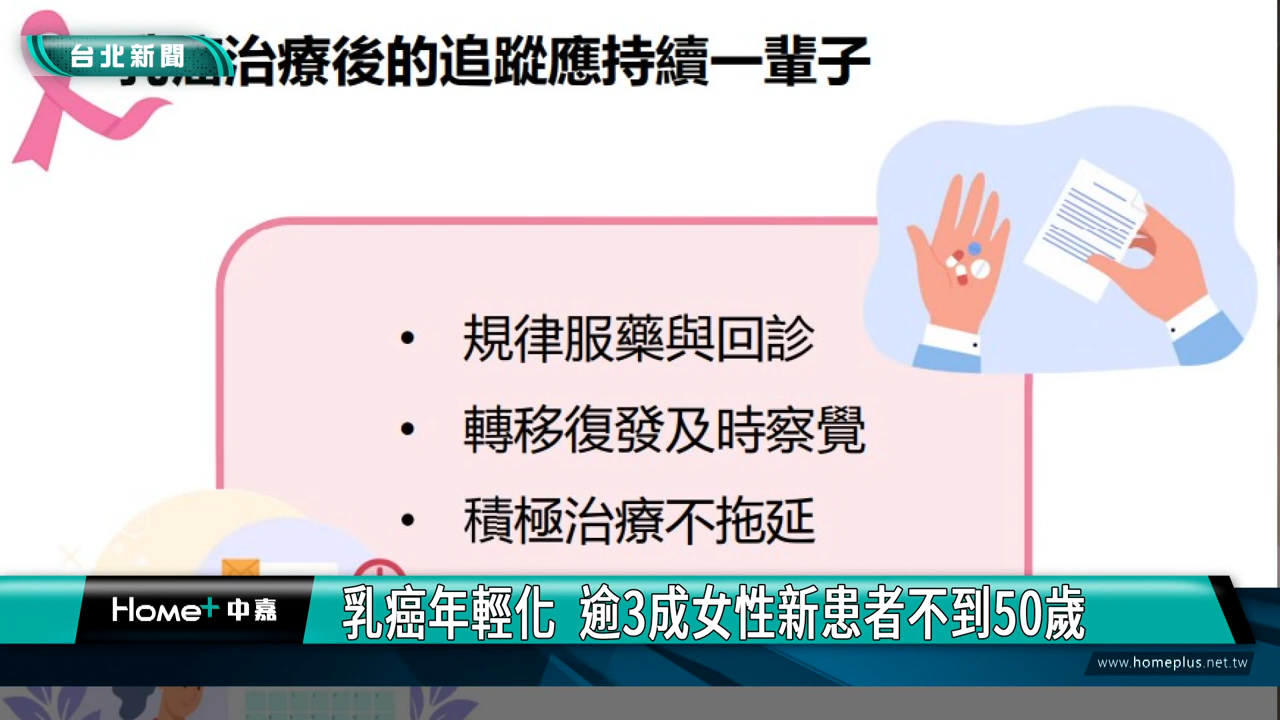 台北新聞
乳癌治療後的追蹤應持續一輩子
• 規律服藥與回診
• 轉移復發及時察覺
• 積極治療不拖延
Home+中嘉
乳癌年輕化 逾3成女性新患者不到50歲
www.homeplus.net.tw